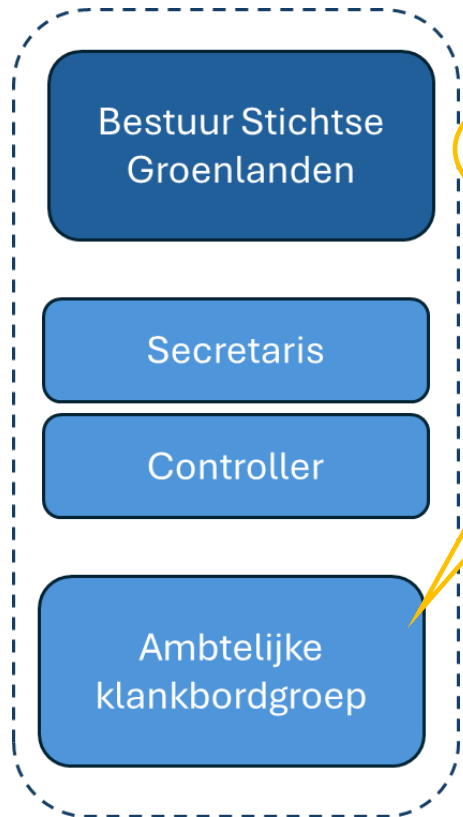 Bestuur Stichtse
Groenlanden
Secretaris
Controller
Ambtelijke
klankbordgroep